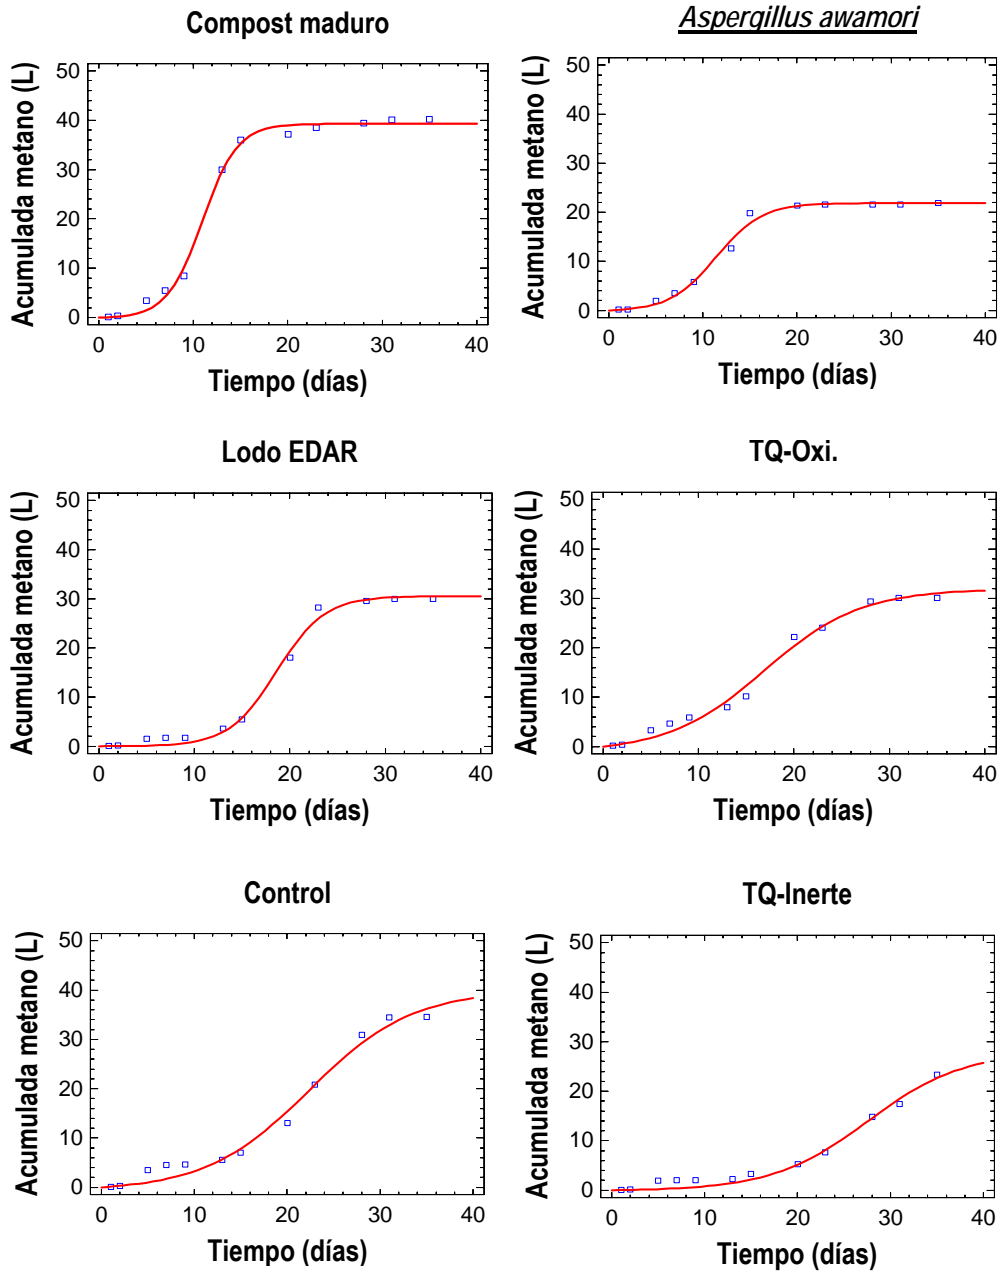 Compost maduro
Acumulada metano (L)
50
40
30
20
10
0
0 10 20 30 40
Tiempo (días)
Aspergillus awamori
Acumulada metano (L)
50
40
30
20
10
0
0 10 20 30 40
Tiempo (días)
Lodo EDAR
Acumulada metano (L)
50
40
30
20
10
0
0 10 20 30 40
Tiempo (días)
TQ-Oxi.
Acumulada metano (L)
50
40
30
20
10
0
0 10 20 30 40
Tiempo (días)
Control
Acumulada metano (L)
50
40
30
20
10
0
0 10 20 30 40
Tiempo (días)
TQ-Inerte
Acumulada metano (L)
50
40
30
20
10
0
0 10 20 30 40
Tiempo (días)